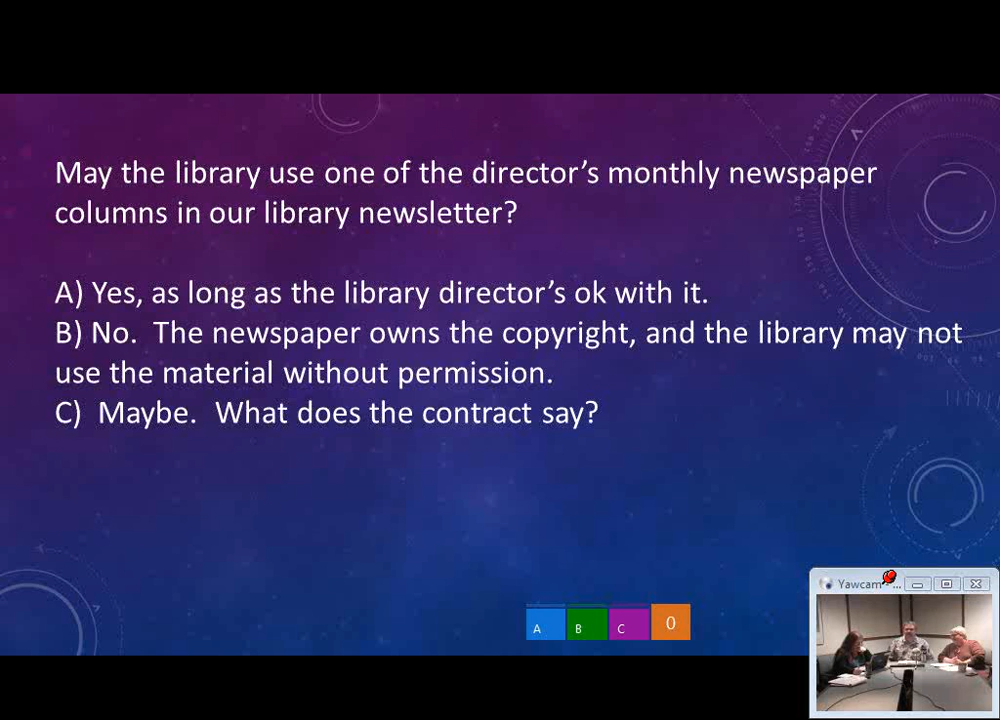 May the library use one of the director’s monthly newspaper
columns in our library newsletter?
A) Yes, as long as the library director’s ok with it.
B) No.  The newspaper owns the copyright, and the library may not
use the material without permission.
C)  Maybe.  What does the contract say?
Yawcam - ...
A B C 0